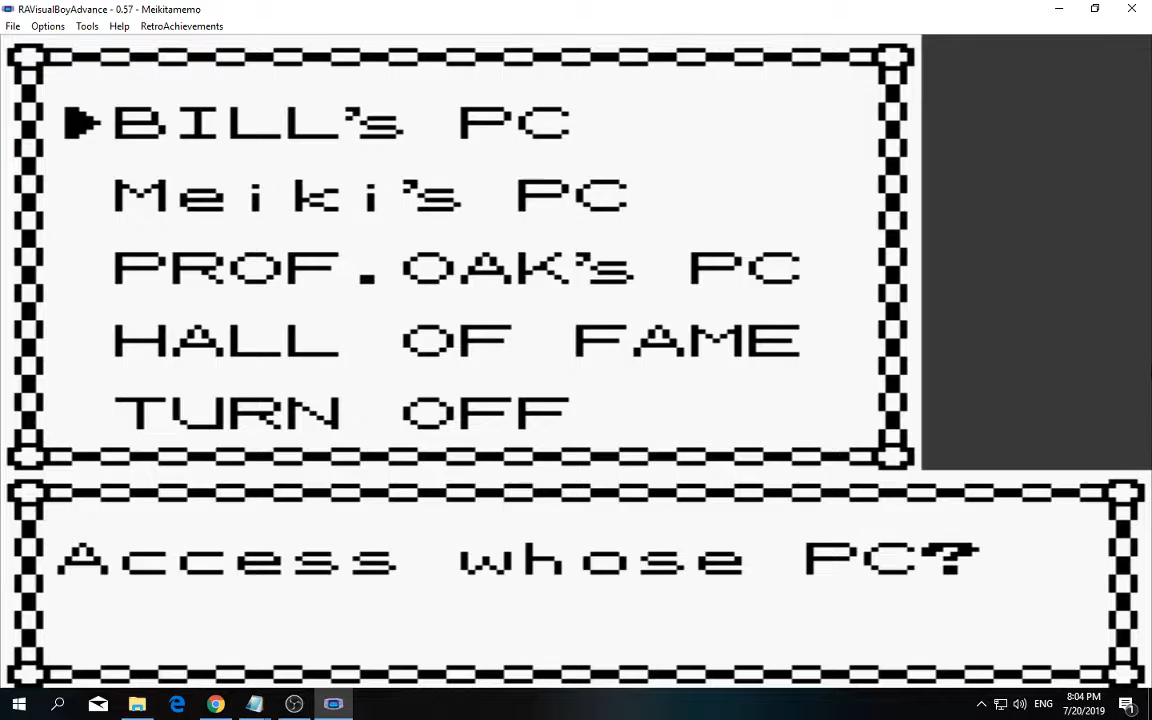 RAVisualBoyAdvance - 0.57 - Meikitamemo
File Options Tools Help RetroAchievements
BILL's PC
Meiki's PC
PROF.OAK's PC
HALL OF FAME
TURN OFF
Access whose PC?
ENG
8:04 PM
7/20/2019
1